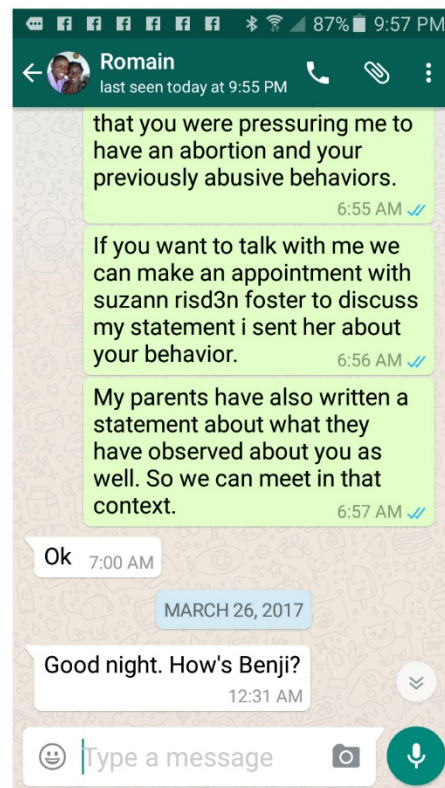 87% 9:57 PM
Romain
last seen today at 9:55 PM
that you were pressuring me to
have an abortion and your
previously abusive behaviors.
6:55 AM
If you want to talk with me we
can make an appointment with
suzann risd3n foster to discuss
my statement i sent her about
your behavior.
6:56 AM
My parents have also written a
statement about what they
have observed about you as
well. So we can meet in that
context.
6:57 AM
Ok
7:00 AM
MARCH 26, 2017
Good night. How's Benji?
12:31 AM
Type a message